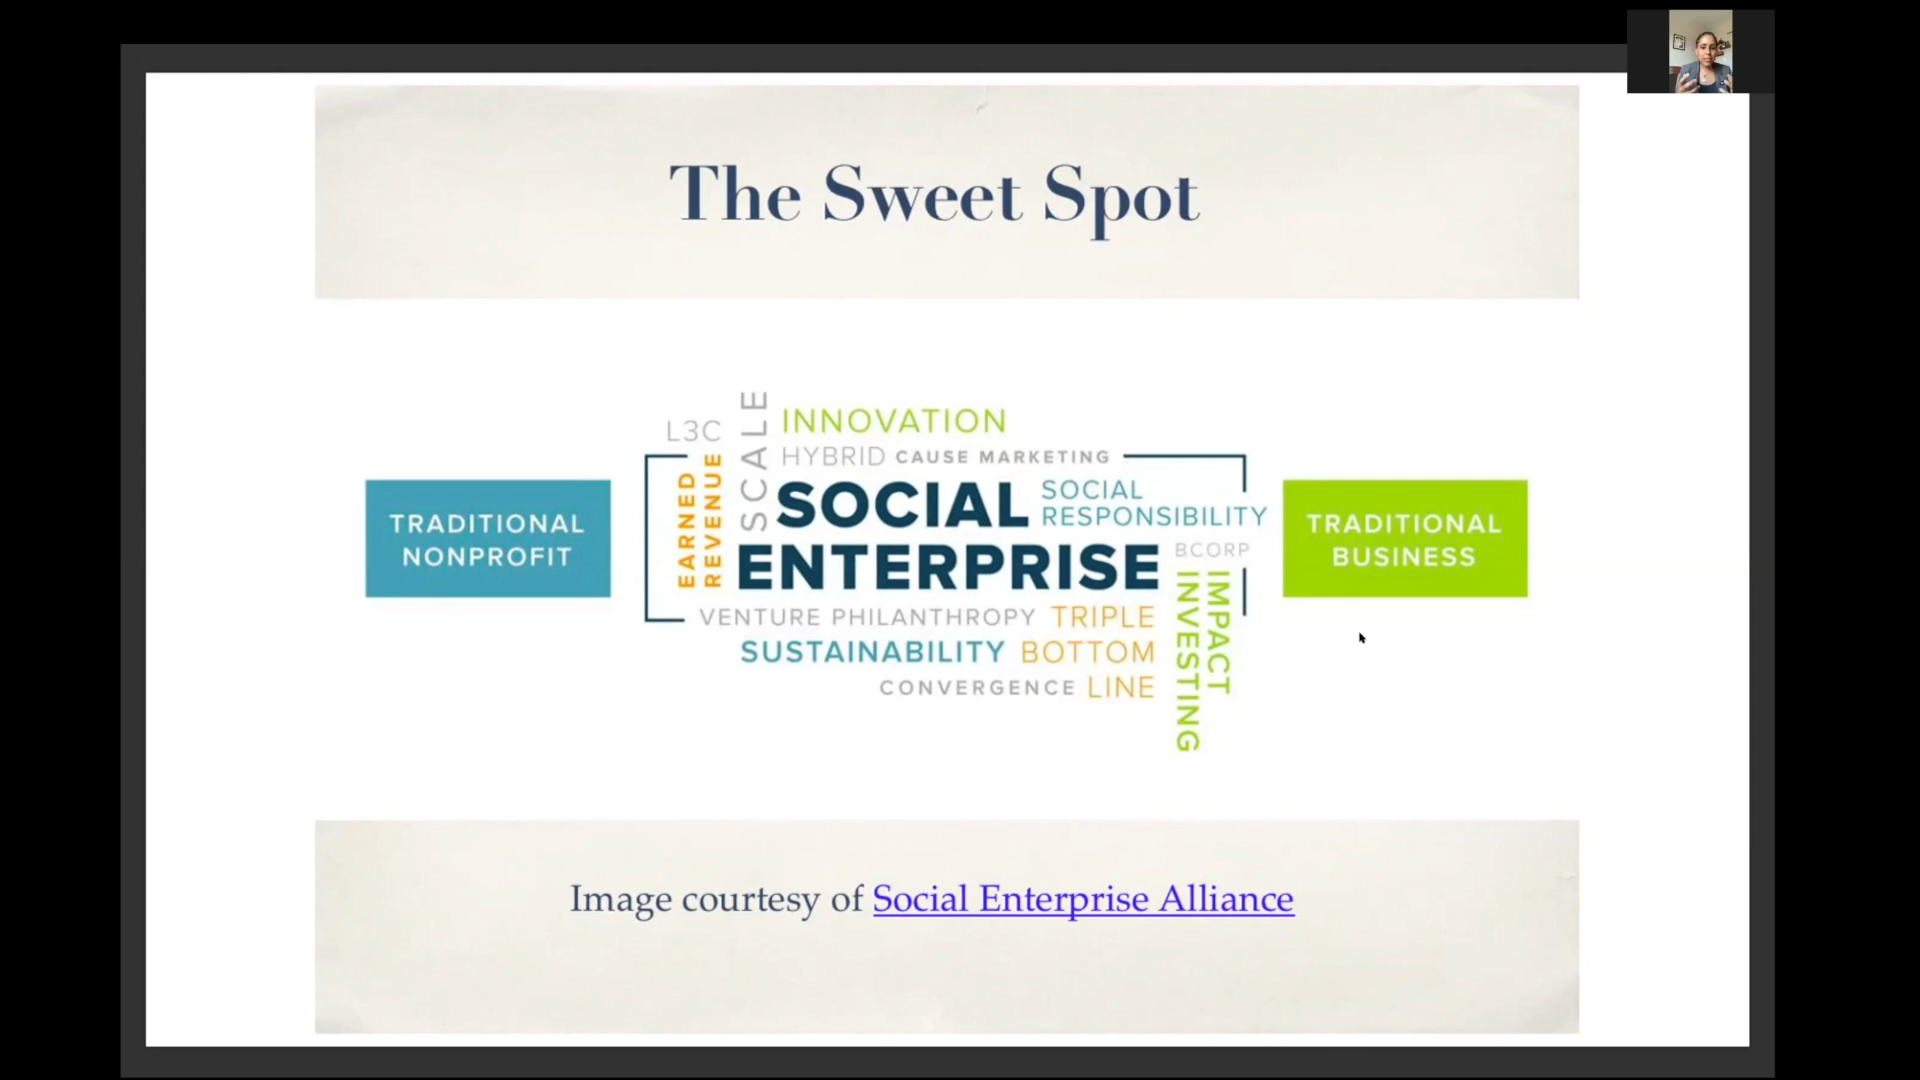 The Sweet Spot
TRADITIONAL
NONPROFIT
L3C
SCALE
INNOVATION
HYBRID CAUSE MARKETING
EARNED
REVENUE
SOCIAL
ENTERPRISE
SOCIAL
RESPONSIBILITY
BCORP
IMPACT
INVESTING
VENTURE PHILANTHROPY
SUSTAINABILITY
CONVERGENCE
TRIPLE
BOTTOM
LINE
TRADITIONAL
BUSINESS
Image courtesy of Social Enterprise Alliance